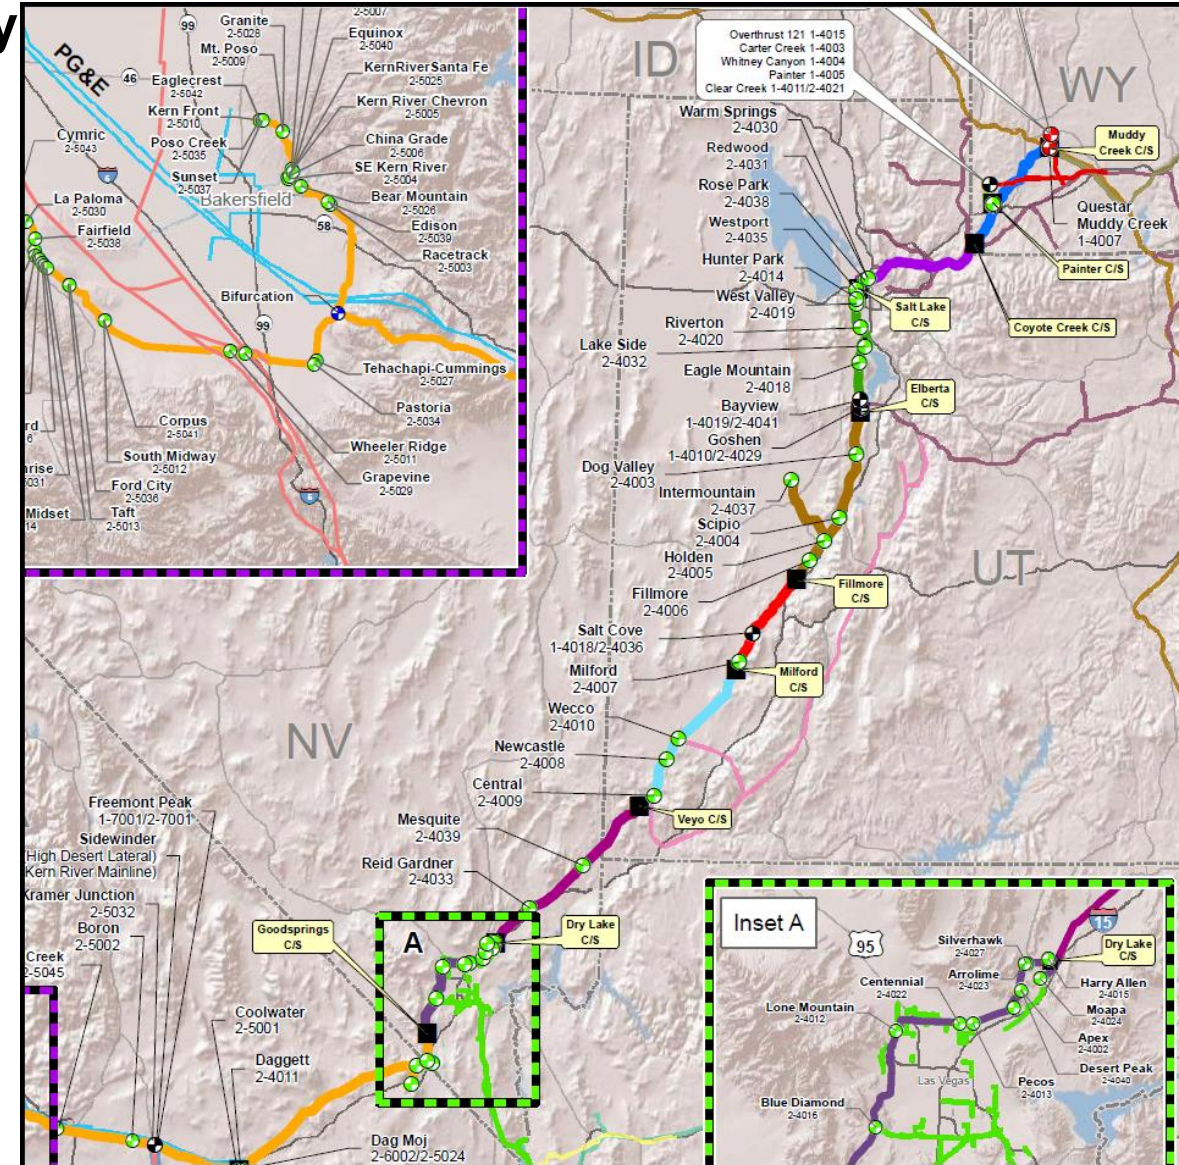 y
2-5007
Granite
2-5028
Mt. Poso
2-5009
Equinox
2-5040
PG&E
99
46
Eaglecrest
2-5042
KernRiverSanta Fe
2-5025
Kern Front
2-5010
Kern River Chevron
2-5005
Cymric
2-5043
Poso Creek
2-5035
China Grade
2-5006
SE Kern River
2-5004
Sunset
2-5037
Bakersfield
Bear Mountain
2-5026
La Paloma
2-5030
58
Edison
2-5039
Fairfield
2-5038
Racetrack
2-5003
Bifurcation
99
Tehachapi-Cummings
2-5027
Pastoria
2-5034
Corpus
2-5041
Wheeler Ridge
2-5011
South Midway
2-5012
Grapevine
2-5029
Ford City
2-5036
Taft
2-5013
Midset
rd
6
rise
5031
14
ID
WY
Overthrust 121 1-4015
Carter Creek 1-4003
Whitney Canyon 1-4004
Painter 1-4005
Clear Creek 1-4011/2-4021
Warm Springs
2-4030
Redwood
2-4031
Rose Park
2-4038
Westport
2-4035
Hunter Park
2-4014
West Valley
2-4019
Riverton
2-4020
Lake Side
2-4032
Eagle Mountain
2-4018
Bayview
1-4019/2-4041
Goshen
1-4010/2-4029
Dog Valley
2-4003
Intermountain
2-4037
Scipio
2-4004
Holden
2-4005
Fillmore
2-4006
Salt Cove
1-4018/2-4036
Milford
2-4007
Wecco
2-4010
Newcastle
2-4008
Central
2-4009
Mesquite
2-4039
Reid Gardner
2-4033
Muddy
Creek C/S
Questar
Muddy Creek
1-4007
Painter C/S
Salt Lake
C/S
Coyote Creek C/S
Elberta
C/S
UT
Fillmore
C/S
Milford
C/S
Veyo C/S
NV
Freemont Peak
1-7001/2-7001
Sidewinder
(High Desert Lateral)
Kern River Mainline)
Kramer Junction
2-5032
Boron
2-5002
Creek
2-5045
Goodsprings
C/S
A
Dry Lake
C/S
Coolwater
2-5001
Daggett
2-4011
Dag Moj
2-6002/2-5024
Inset A
95
15
Silverhawk
2-4027
Dry Lake
C/S
Arrolime
2-4023
Centennial
2-4022
Harry Allen
2-4015
Lone Mountain
2-4012
Moapa
2-4024
Apex
2-4002
Desert Peak
2-4040
Las Vegas
Pecos
2-4013
Blue Diamond
2-4016